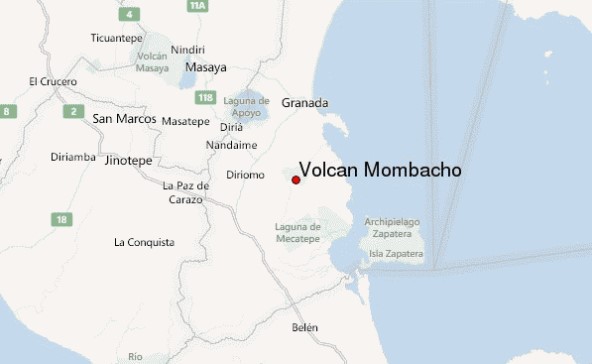 4
11A
Ticuantepe
Nindiri
Volcán
Masaya
Masaya
El Crucero
8
2
118
Laguna de
Apoyo
Granada
San Marcos
Masatepe
Diriá
Nandaime
Diriamba
Jinotepe
Diriomo
Volcan Mombacho
La Paz de
Carazo
18
Laguna de
Mecatepe
Archipielago
Zapatera
Isla Zapatera
La Conquista
Belén
Rio